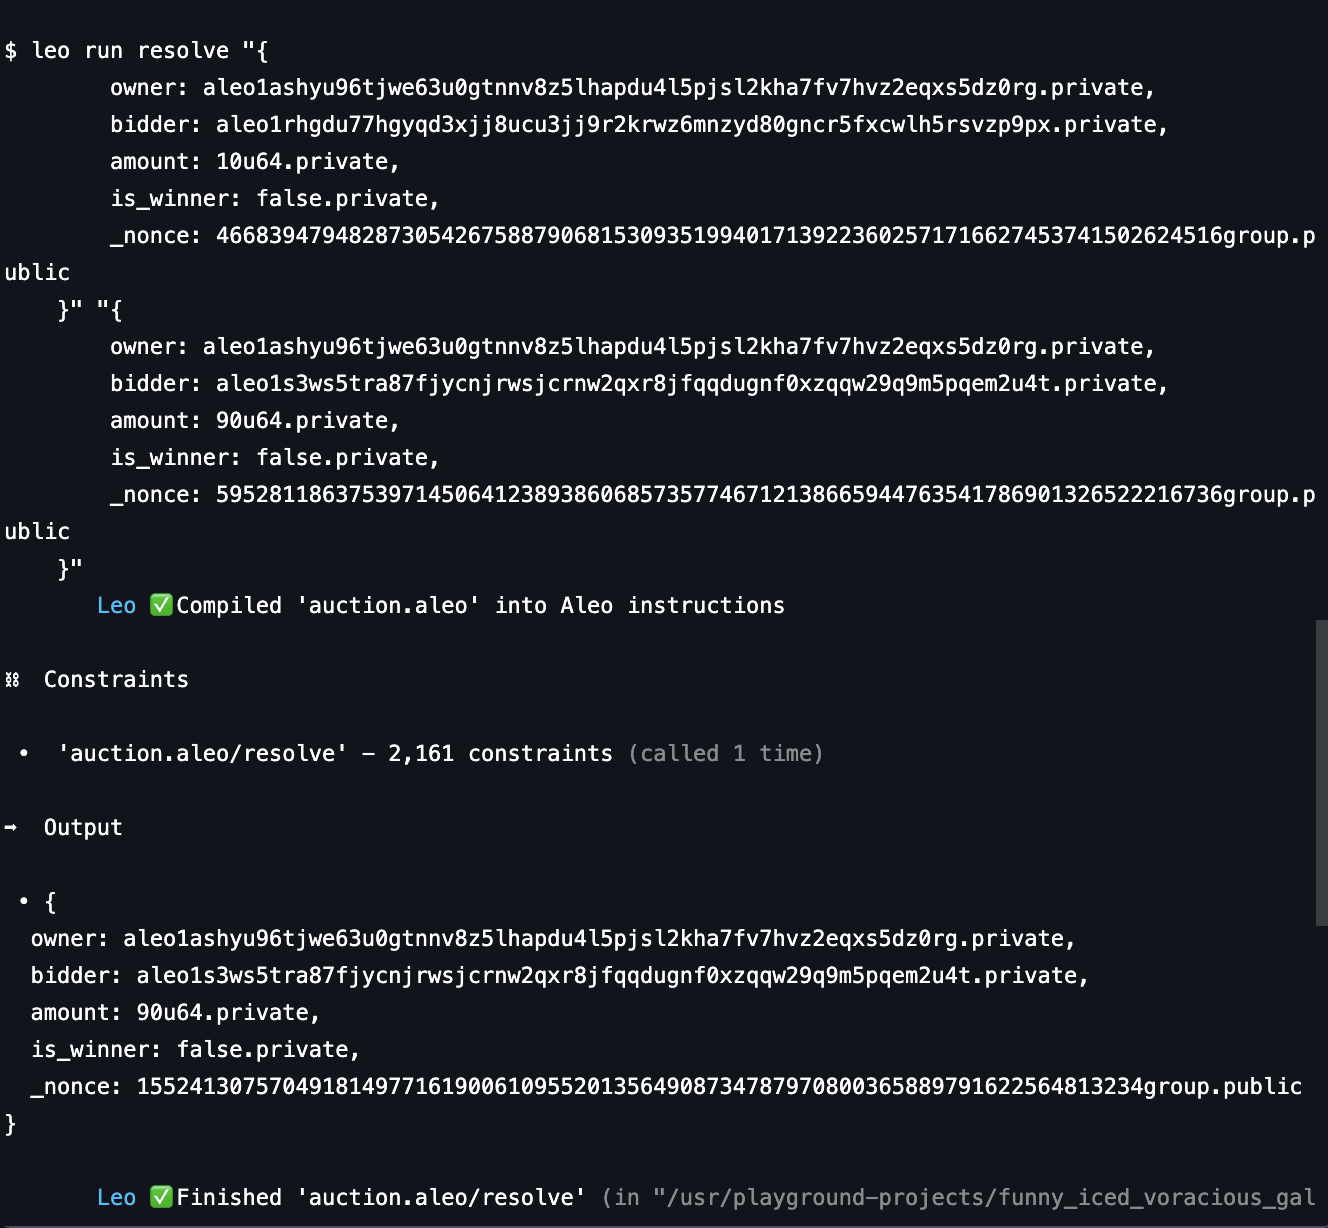 $ leo run resolve "{
owner: aleo1ashyu96tjwe63u0gtnnv8z5lhapdu4l5pjsl2kha7fv7hvz2eqxs5dz0rg.private,
bidder: aleo1rhgdu77hgyqd3xjj8ucu3jj9r2krwz6mnzyd80gncr5fxcwlh5rsvzp9px.private,
amount: 10u64.private,
is_winner: false.private,
_nonce: 4668394794828730542675887906815309351994017139223602571716627453741502624516group.p
ublic
}" "{
owner: aleo1ashyu96tjwe63u0gtnnv8z5lhapdu4l5pjsl2kha7fv7hvz2eqxs5dz0rg.private,
bidder: aleo1s3ws5tra87fjycnjrwsjcrnw2qxr8jfqqdugnf0xzqqw29q9m5pqem2u4t.private,
amount: 90u64.private,
is_winner: false.private,
_nonce: 5952811863753971450641238938606857357746712138665944763541786901326522216736group.p
ublic
}"
Leo ✅Compiled 'auction.aleo' into Aleo instructions
⛓ Constraints
• 'auction.aleo/resolve' – 2,161 constraints (called 1 time)
➡ Output
• {
owner: aleo1ashyu96tjwe63u0gtnnv8z5lhapdu4l5pjsl2kha7fv7hvz2eqxs5dz0rg.private,
bidder: aleo1s3ws5tra87fjycnjrwsjcrnw2qxr8jfqqdugnf0xzqqw29q9m5pqem2u4t.private,
amount: 90u64.private,
is_winner: false.private,
_nonce: 1552413075704918149771619006109552013564908734787970800365889791622564813234group.public
}
Leo ✅Finished 'auction.aleo/resolve' (in "/usr/playground-projects/funny_iced_voracious_gal